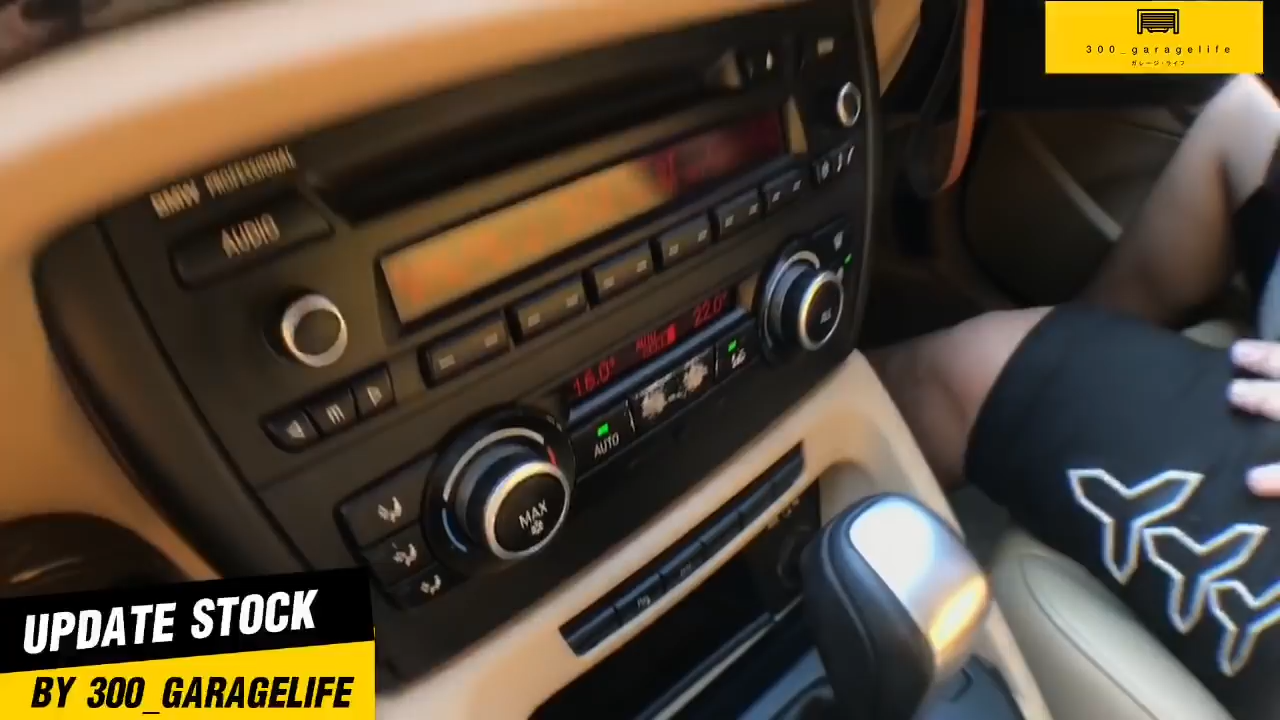 300_garagelife
ガレージ・ライフ
BMW PROFESSIONAL
AUDIO
16.0°
22.0°
AUTO
ALL
MAX
UPDATE STOCK
BY 300_GARAGELIFE